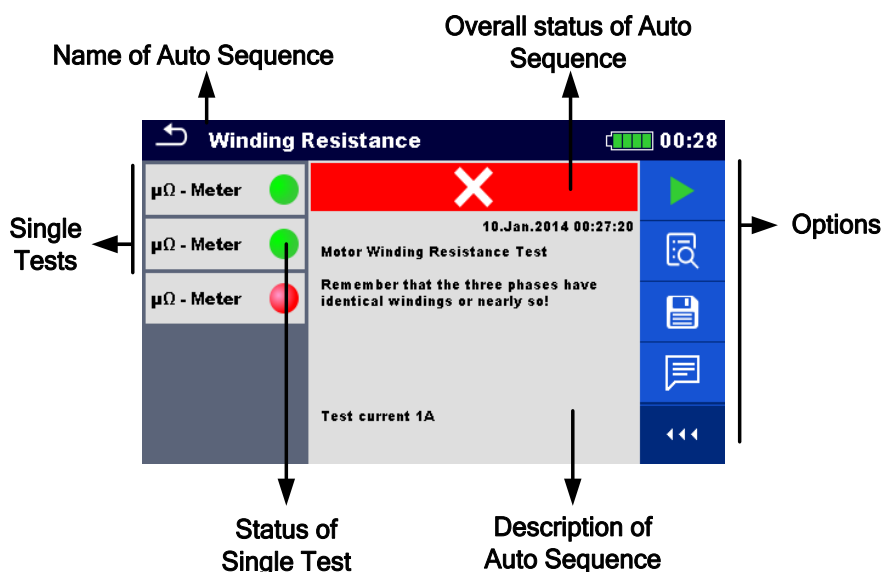 Name of Auto Sequence
Overall status of Auto
Sequence
Winding Resistance
00:28
µΩ - Meter
µΩ - Meter
µΩ - Meter
10.Jan.2014 00:27:20
Motor Winding Resistance Test
Remember that the three phases have
identical windings or nearly so!
Test current 1A
Single
Tests
Options
Status of
Single Test
Description of
Auto Sequence